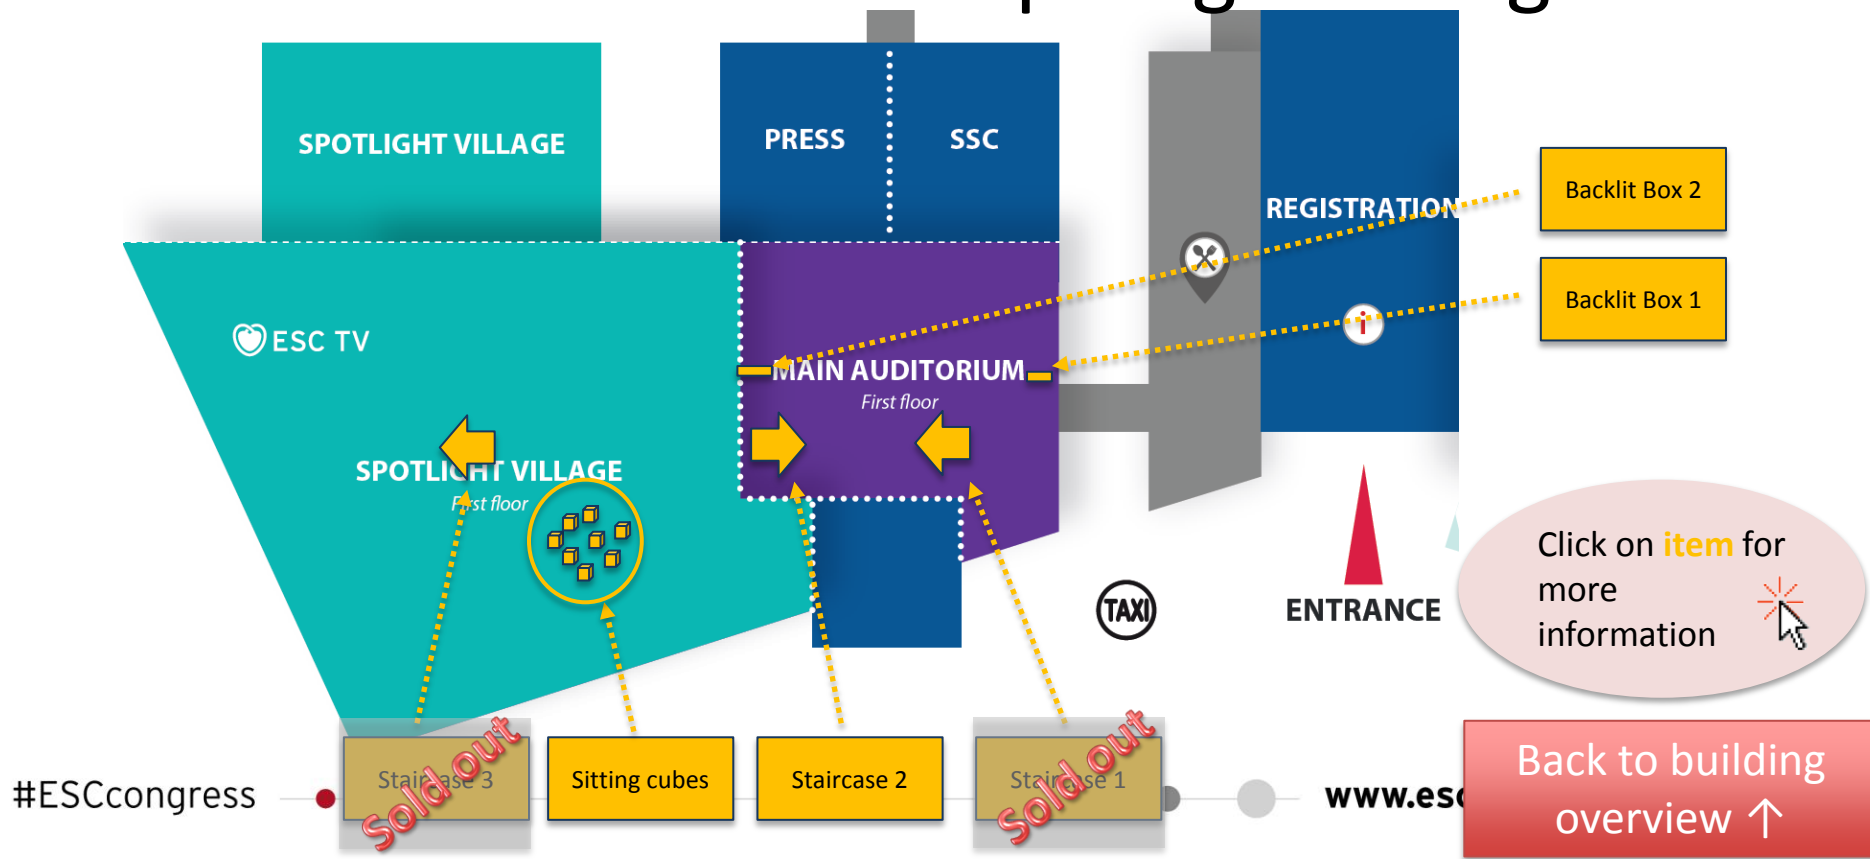 SPOTLIGHT VILLAGE
PRESS
SSC
REGISTRATION
Backlit Box 2
Backlit Box 1
ESC TV
MAIN AUDITORIUM
First floor
SPOTLIGHT VILLAGE
First floor
i
TAXI
ENTRANCE
Click on item for
more
information
Staircase 3
Sold out
Sitting cubes
Staircase 2
Staircase 1
Sold out
#ESCcongress
www.esc
Back to building
overview ↑